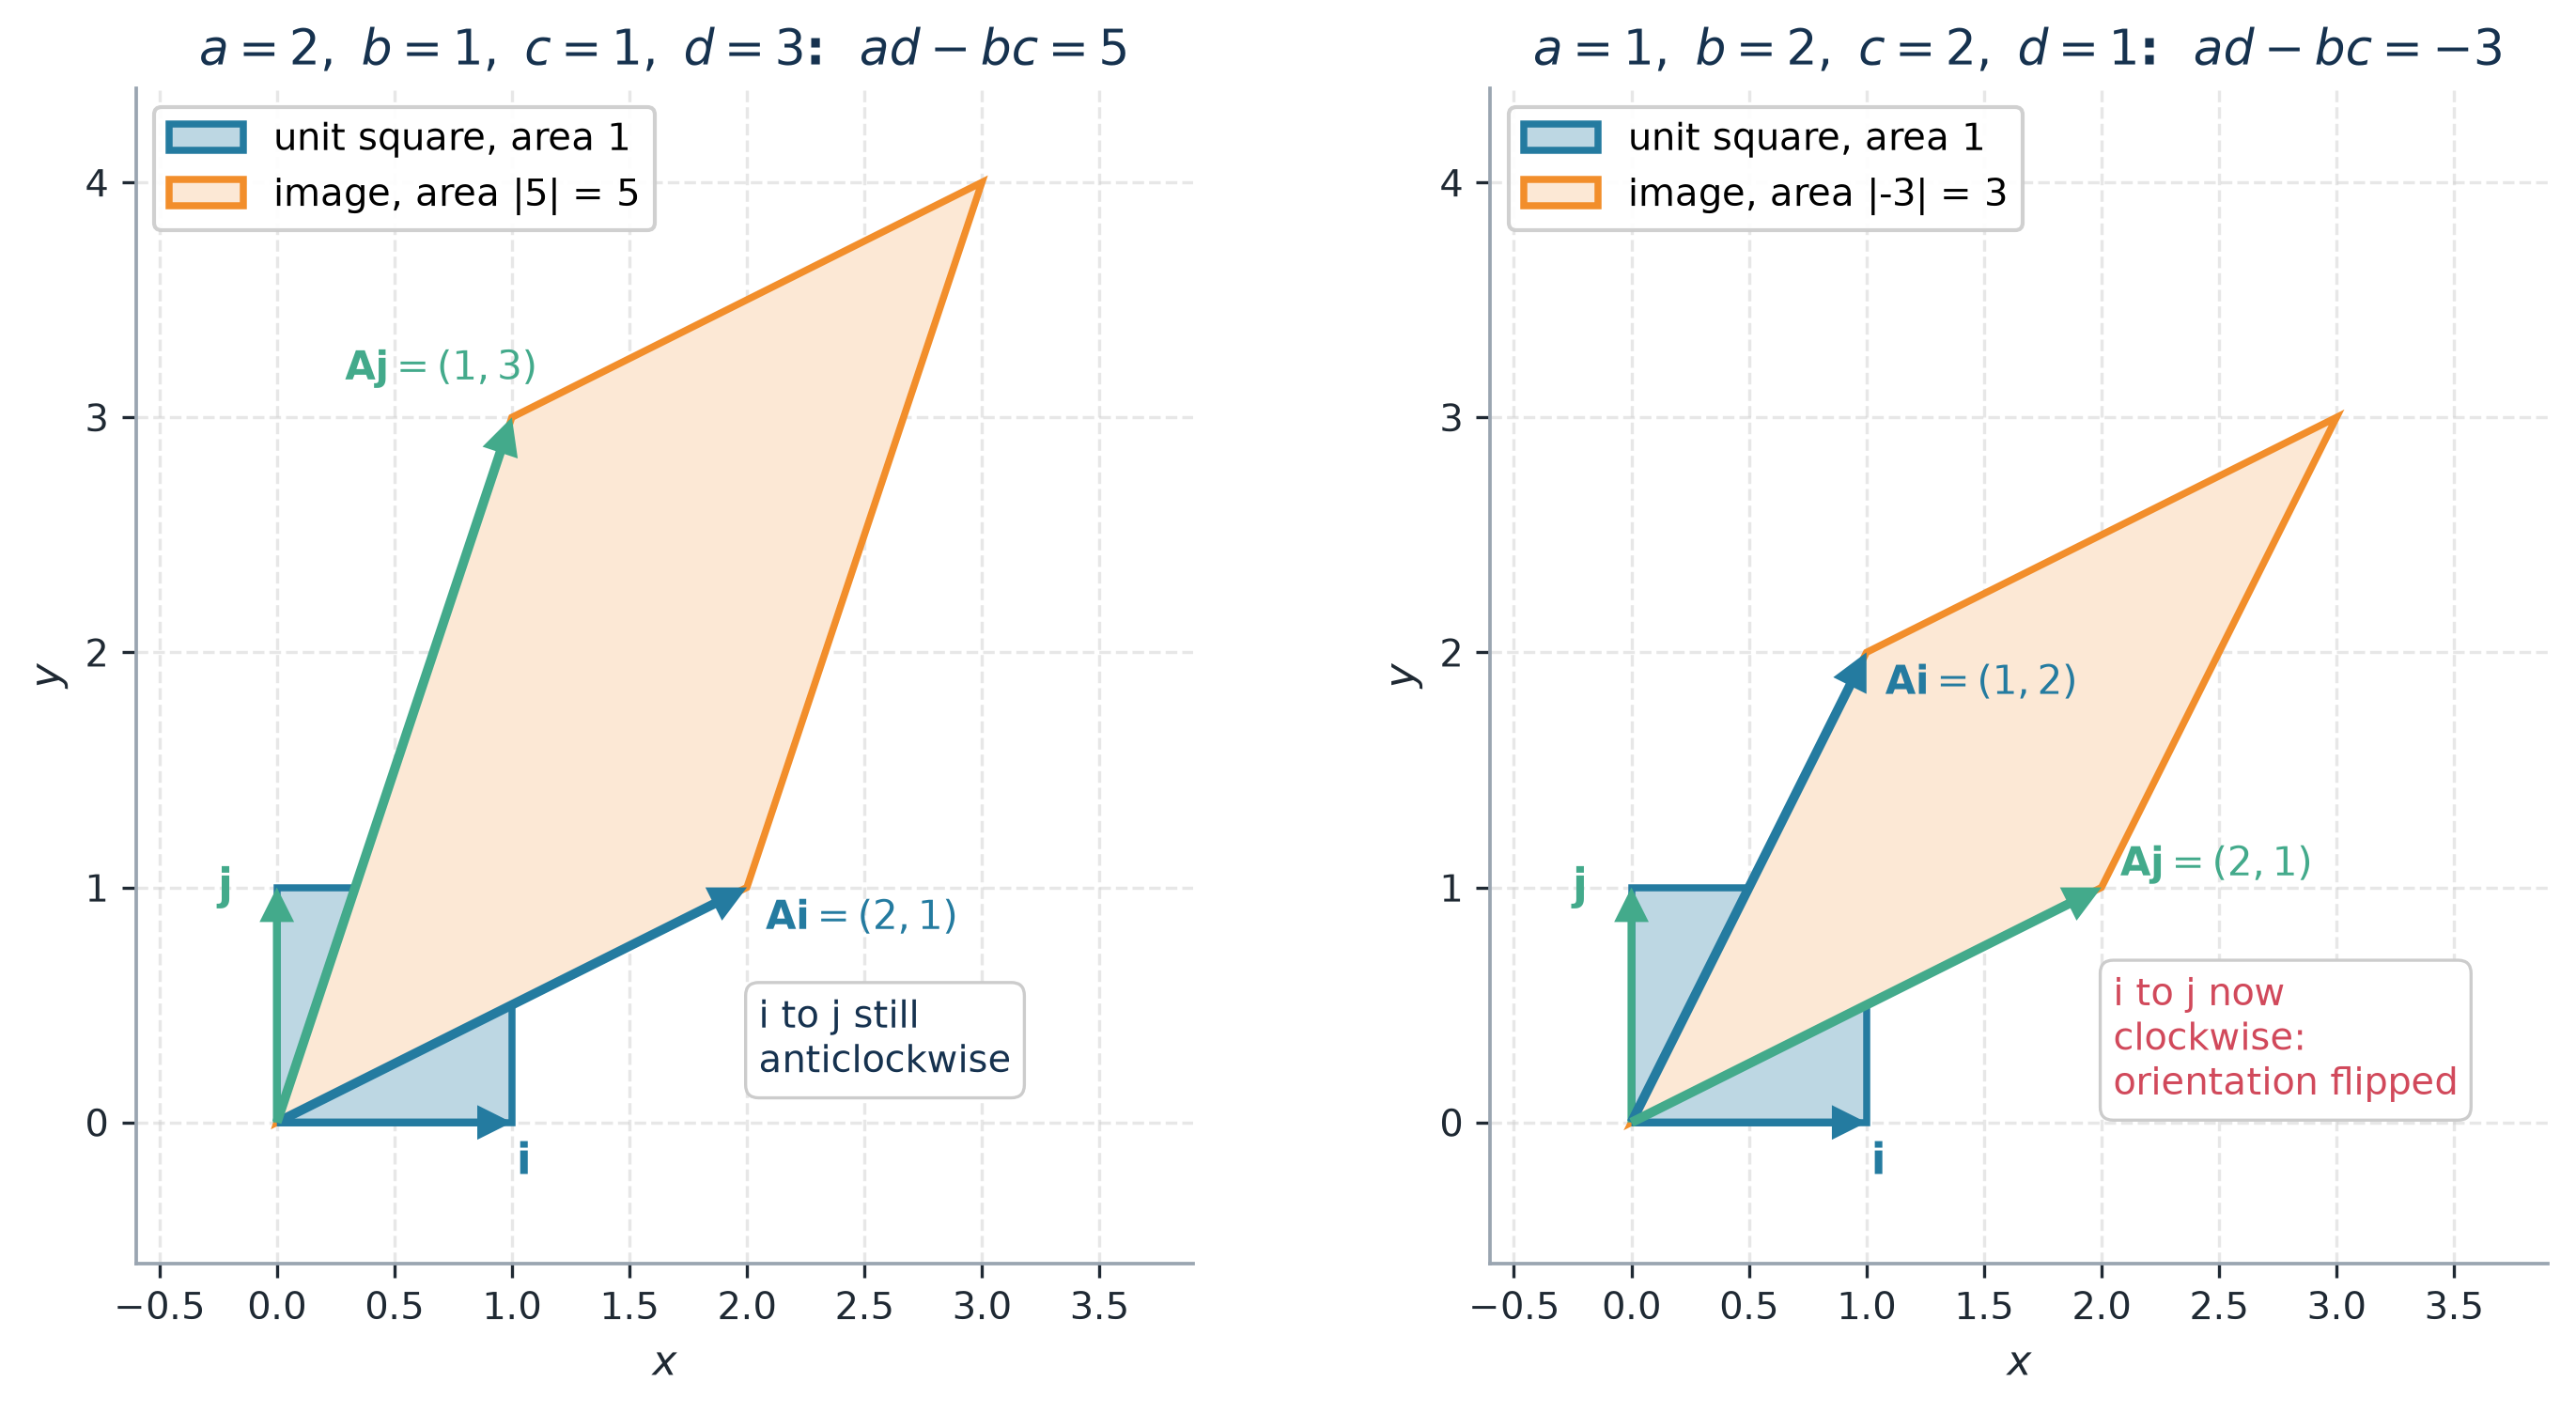 a = 2, b = 1, c = 1, d = 3: ad − bc = 5
unit square, area 1
image, area |5| = 5
4
3
2
1
0
y
Aj = (1, 3)
j
Ai = (2, 1)
i to j still
anticlockwise
i
−0.5 0.0 0.5 1.0 1.5 2.0 2.5 3.0 3.5
x
a = 1, b = 2, c = 2, d = 1: ad − bc = −3
unit square, area 1
image, area |-3| = 3
4
3
2
1
0
y
Ai = (1, 2)
Aj = (2, 1)
j
i to j now
clockwise:
orientation flipped
i
−0.5 0.0 0.5 1.0 1.5 2.0 2.5 3.0 3.5
x